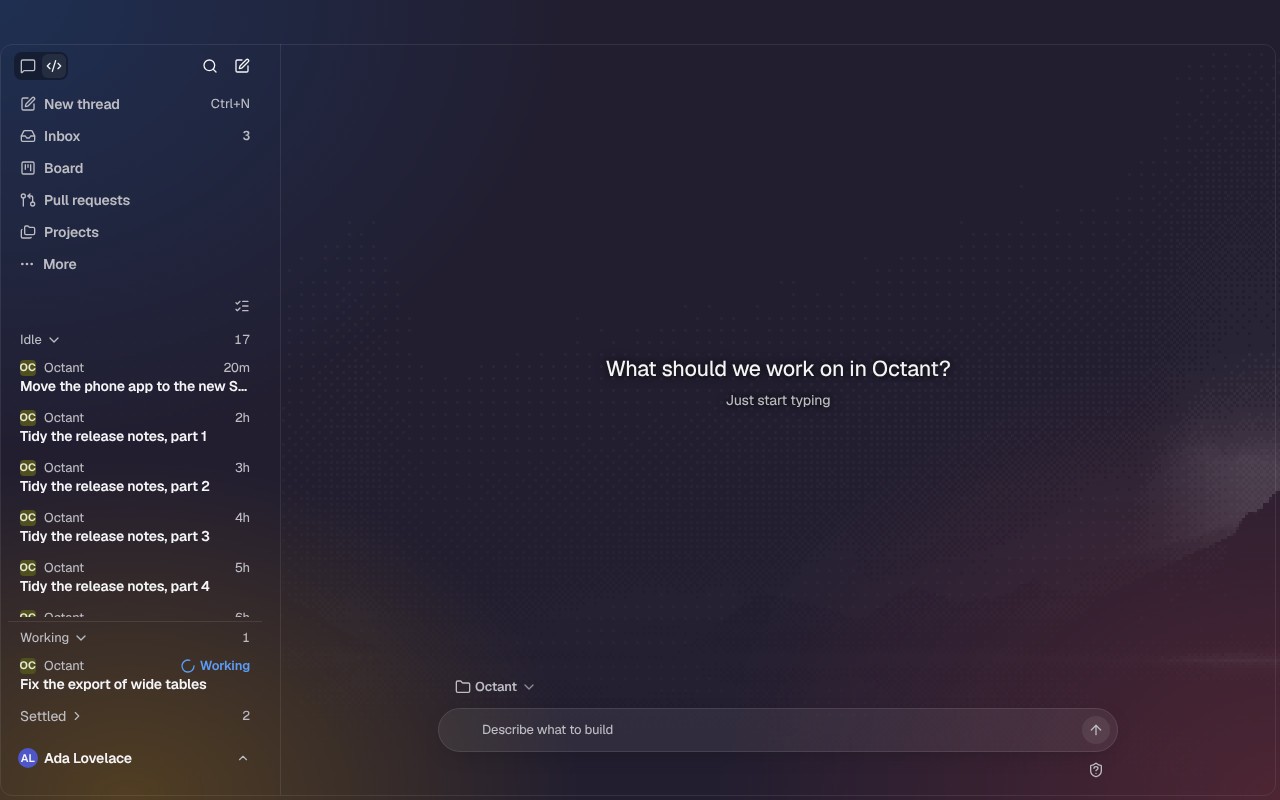 New thread Ctrl+N
Inbox 3
Board
Pull requests
Projects
More
Idle 17
OC Octant 20m
Move the phone app to the new S...
OC Octant 2h
Tidy the release notes, part 1
OC Octant 3h
Tidy the release notes, part 2
OC Octant 4h
Tidy the release notes, part 3
OC Octant 5h
Tidy the release notes, part 4
OC Octant 6h
Working 1
OC Octant Working
Fix the export of wide tables
Settled 2
AL Ada Lovelace
What should we work on in Octant?
Just start typing
Octant
Describe what to build